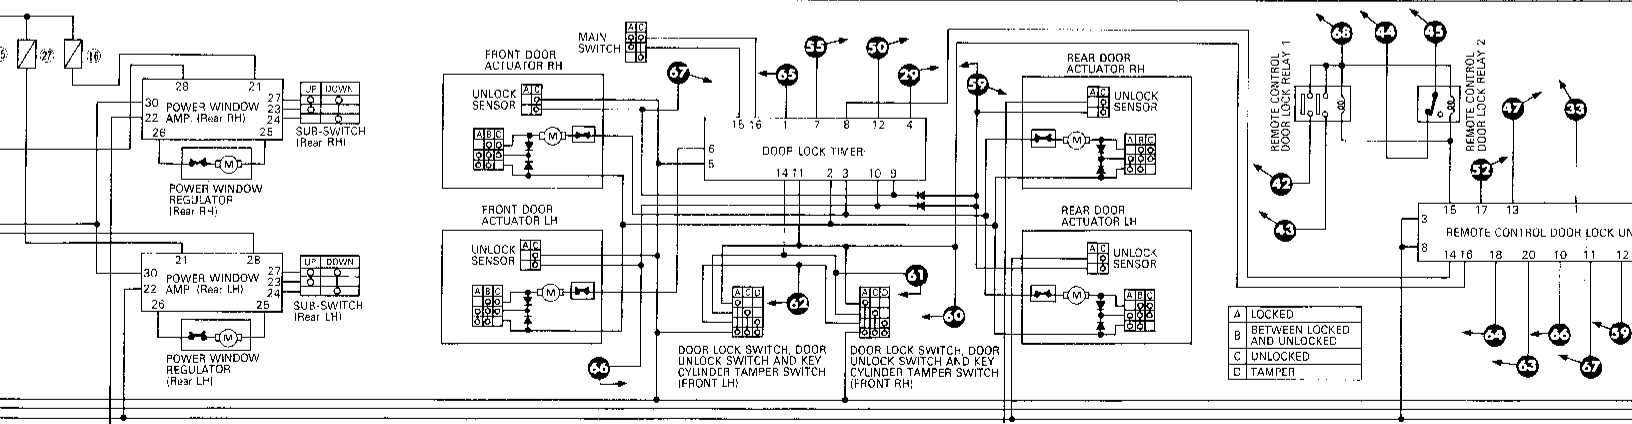 27
16
28
21
30
22
POWER WINDOW
AMP. (Rear RH)
27
23
24
26
25
UP DOWN
SUB-SWITCH
(Rear RH)
M
POWER WINDOW
REGULATOR
(Rear RH)
21
28
30
22
POWER WINDOW
AMP (Rear LH)
27
23
24
26
25
UP DOWN
SUB-SWITCH
(Rear LH)
M
POWER WINDOW
REGULATOR
(Rear LH)
FRONT DOOR
ACTUATOR RH
UNLOCK
SENSOR
A C
A B C
M
FRONT DOOR
ACTUATOR LH
UNLOCK
SENSOR
A C
A B C
M
MAIN
SWITCH
A C
67
65
55
50
29
59
15 16 1 7 8 12 4
6
5
DOOR LOCK TIMER
14 11 2 3 10 9
66
62
61
60
A C D
DOOR LOCK SWITCH, DOOR
UNLOCK SWITCH AND KEY
CYLINDER TAMPER SWITCH
(FRONT LH)
A C D
DOOR LOCK SWITCH, DOOR
UNLOCK SWITCH AND KEY
CYLINDER TAMPER SWITCH
(FRONT RH)
REAR DOOR
ACTUATOR RH
A C
UNLOCK
SENSOR
M
A B C
REAR DOOR
ACTUATOR LH
A C
UNLOCK
SENSOR
M
A B C
REMOTE CONTROL
DOOR LOCK RELAY 1
68
44
45
REMOTE CONTROL
DOOR LOCK RELAY 2
42
43
47
33
52
15 17 13 1
3
8
REMOTE CONTROL DOOR LOCK UN
14 16 18 20 10 11 12
64
63
66
67
59
A LOCKED
B BETWEEN LOCKED
AND UNLOCKED
C UNLOCKED
D TAMPER